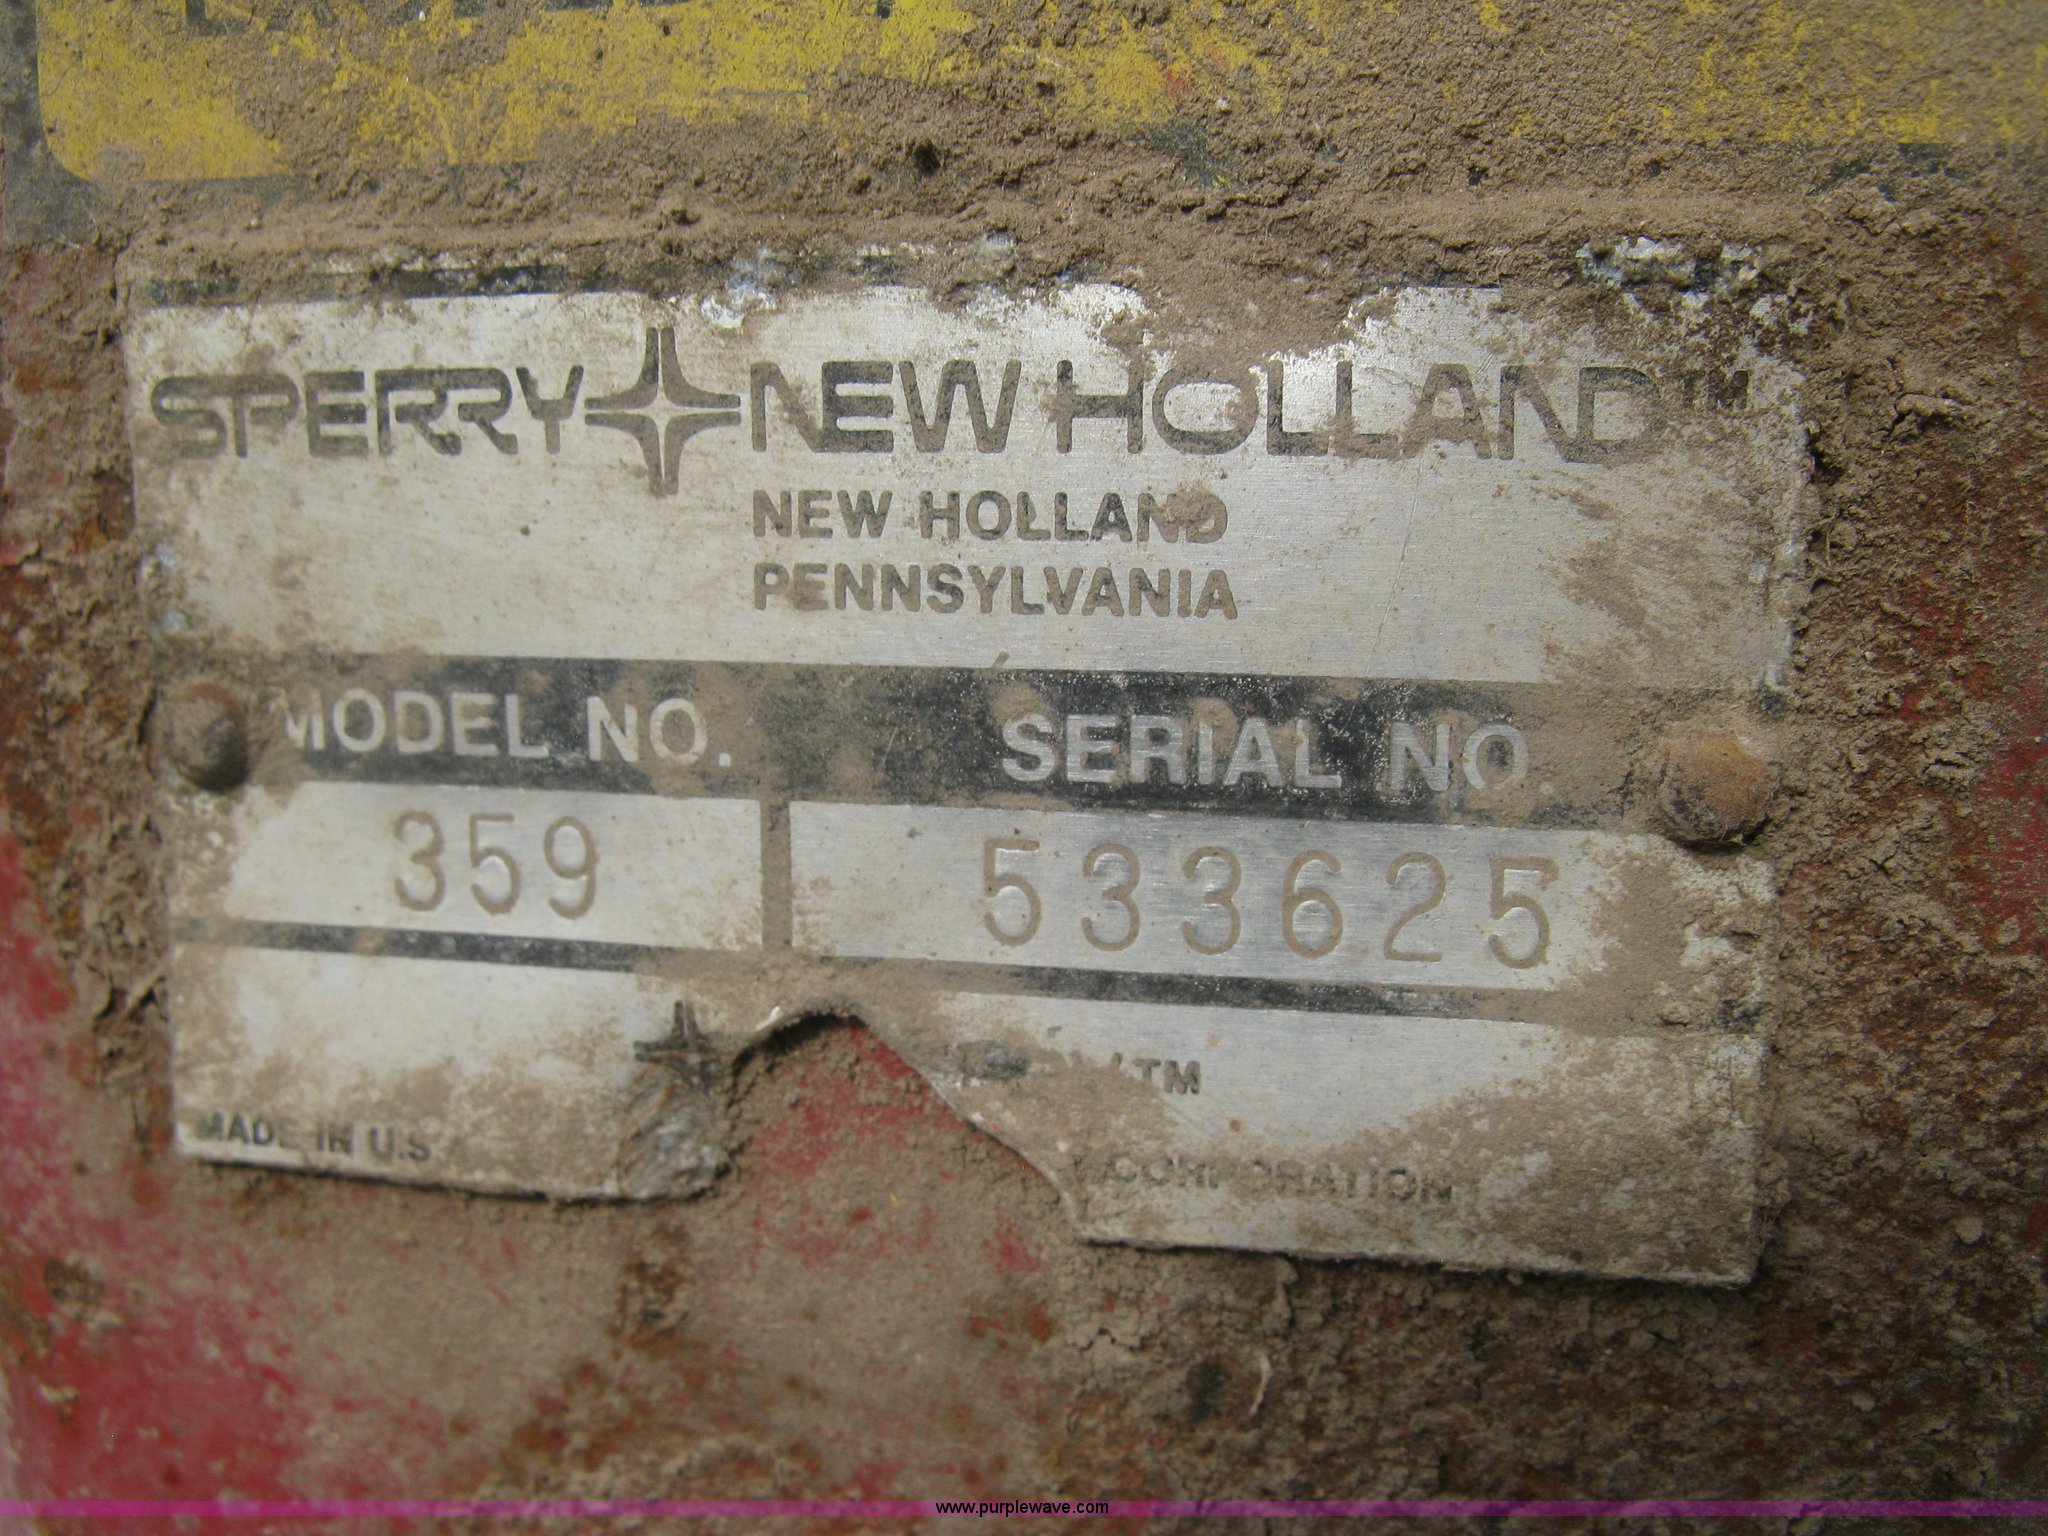 SPERRY NEW HOLLAND
NEW HOLLAND
PENNSYLVANIA
MODEL NO. SERIAL NO.
359 533625
TM
MADE IN U.S
CORPORATION
www.purplewave.com